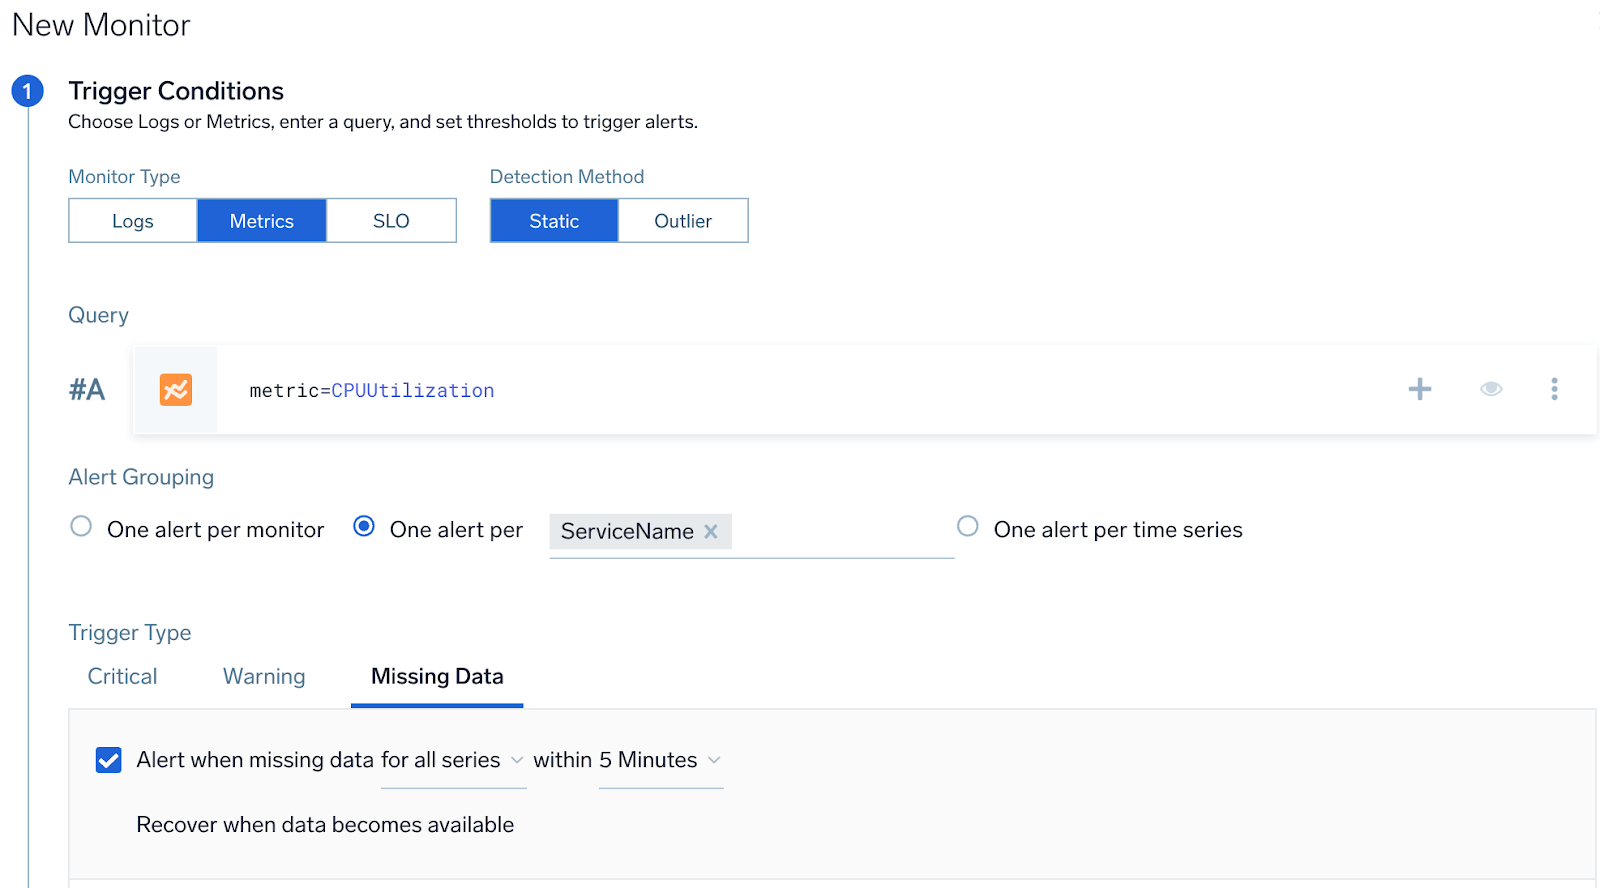 New Monitor
1
Trigger Conditions
Choose Logs or Metrics, enter a query, and set thresholds to trigger alerts.
Monitor Type
Detection Method
Logs Metrics SLO Static Outlier
Query
#A metric=CPUUtilization
Alert Grouping
One alert per monitor One alert per ServiceName One alert per time series
Trigger Type
Critical Warning Missing Data
Alert when missing data for all series within 5 Minutes
Recover when data becomes available